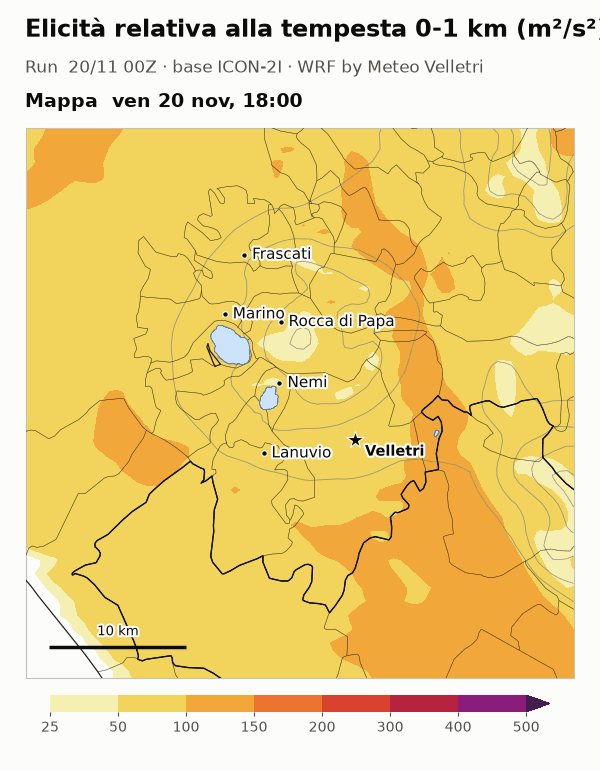 Elicità relativa alla tempesta 0-1 km (m²/s²)
Run  20/11 00Z · base ICON-2I · WRF by Meteo Velletri
Mappa  ven 20 nov, 18:00
Frascati
Marino
Rocca di Papa
Nemi
Lanuvio
Velletri
10 km
25 50 100 150 200 300 400 500